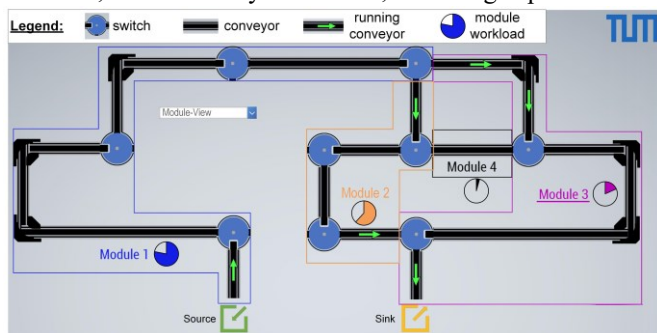 Legend: switch conveyor running conveyor module workload
TUM
Module-View
Module 4
Module 2
Module 3
Module 1
Source Sink